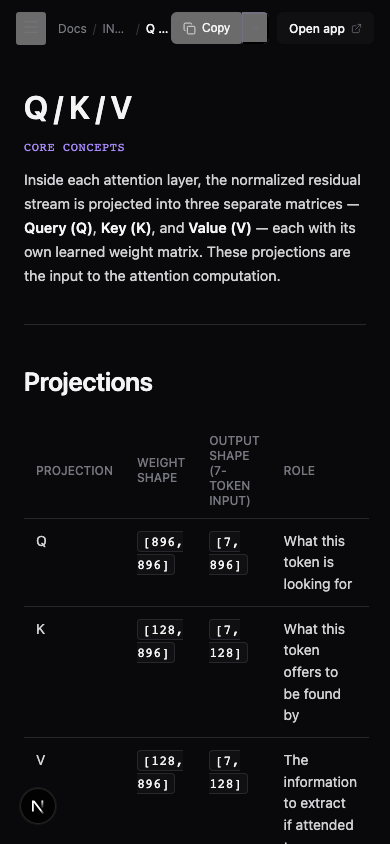 Docs / IN... / Q ... Copy Open app
Q / K / V
CORE CONCEPTS
Inside each attention layer, the normalized residual
stream is projected into three separate matrices —
Query (Q), Key (K), and Value (V) — each with its
own learned weight matrix. These projections are
the input to the attention computation.
Projections
PROJECTION WEIGHT SHAPE OUTPUT SHAPE (7-TOKEN INPUT) ROLE
Q [896, 896] [7, 896] What this token is looking for
K [128, 896] [7, 128] What this token offers to be found by
V [128, 896] [7, 128] The information to extract if attended
N